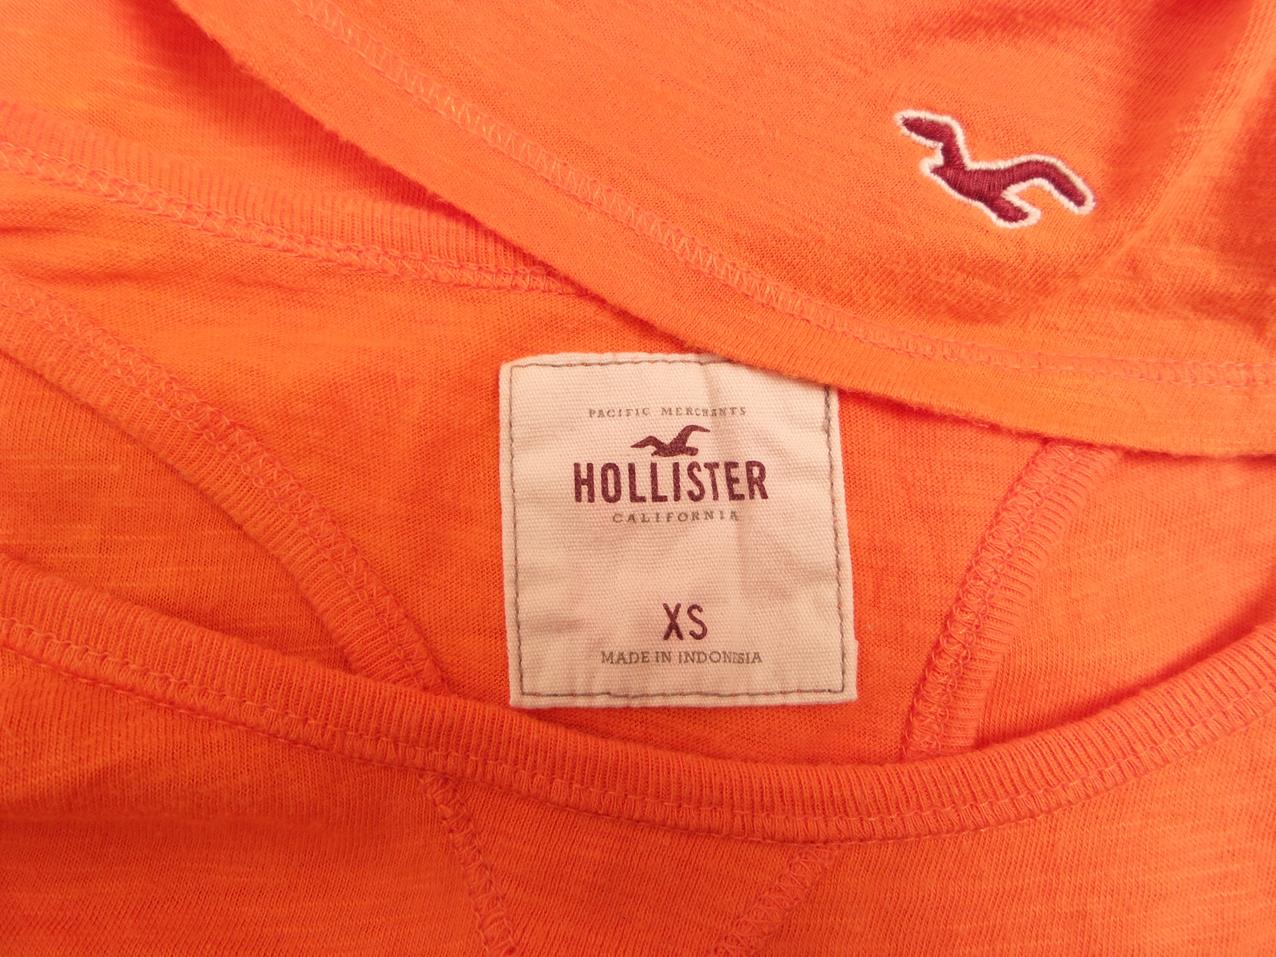 PACIFIC MERCHANTS
HOLLISTER
CALIFORNIA
XS
MADE IN INDONESIA